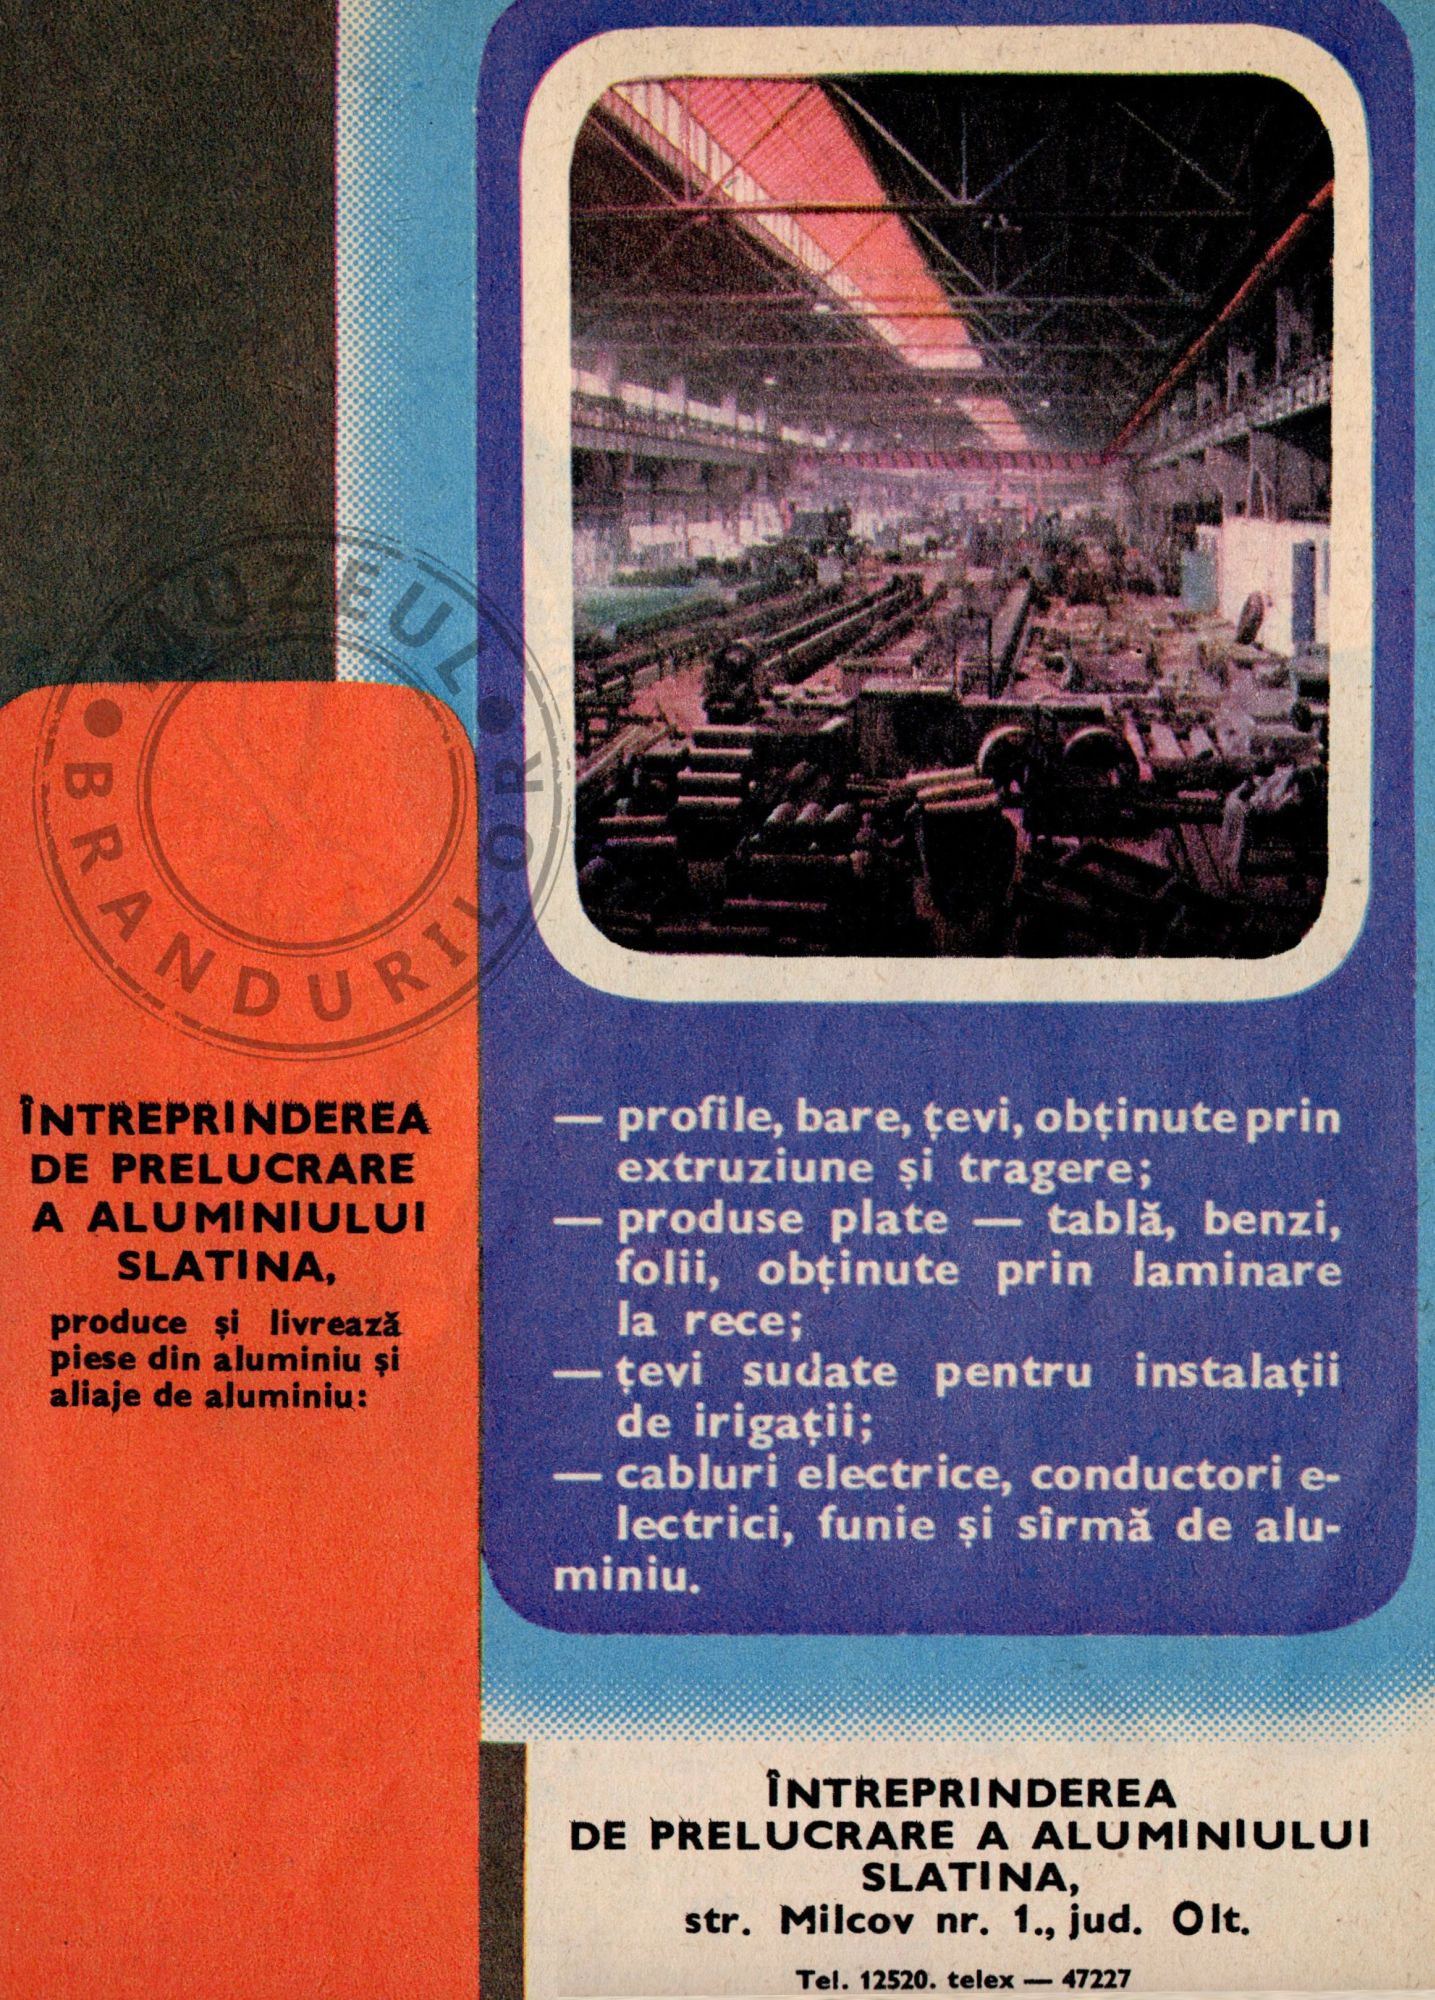 MUZEUL
BRANDURILOR
ÎNTREPRINDEREA
DE PRELUCRARE
A ALUMINIULUI
SLATINA,
produce și livrează
piese din aluminiu și
aliaje de aluminiu:
— profile, bare, țevi, obținute prin
extruziune și tragere;
— produse plate — tablă, benzi,
folii, obținute prin laminare
la rece;
— țevi sudate pentru instalații
de irigații;
— cabluri electrice, conductori e-
lectrici, funie și sîrmă de alu-
miniu.
ÎNTREPRINDEREA
DE PRELUCRARE A ALUMINIULUI
SLATINA,
str. Milcov nr. 1., jud. Olt.
Tel. 12520. telex — 47227